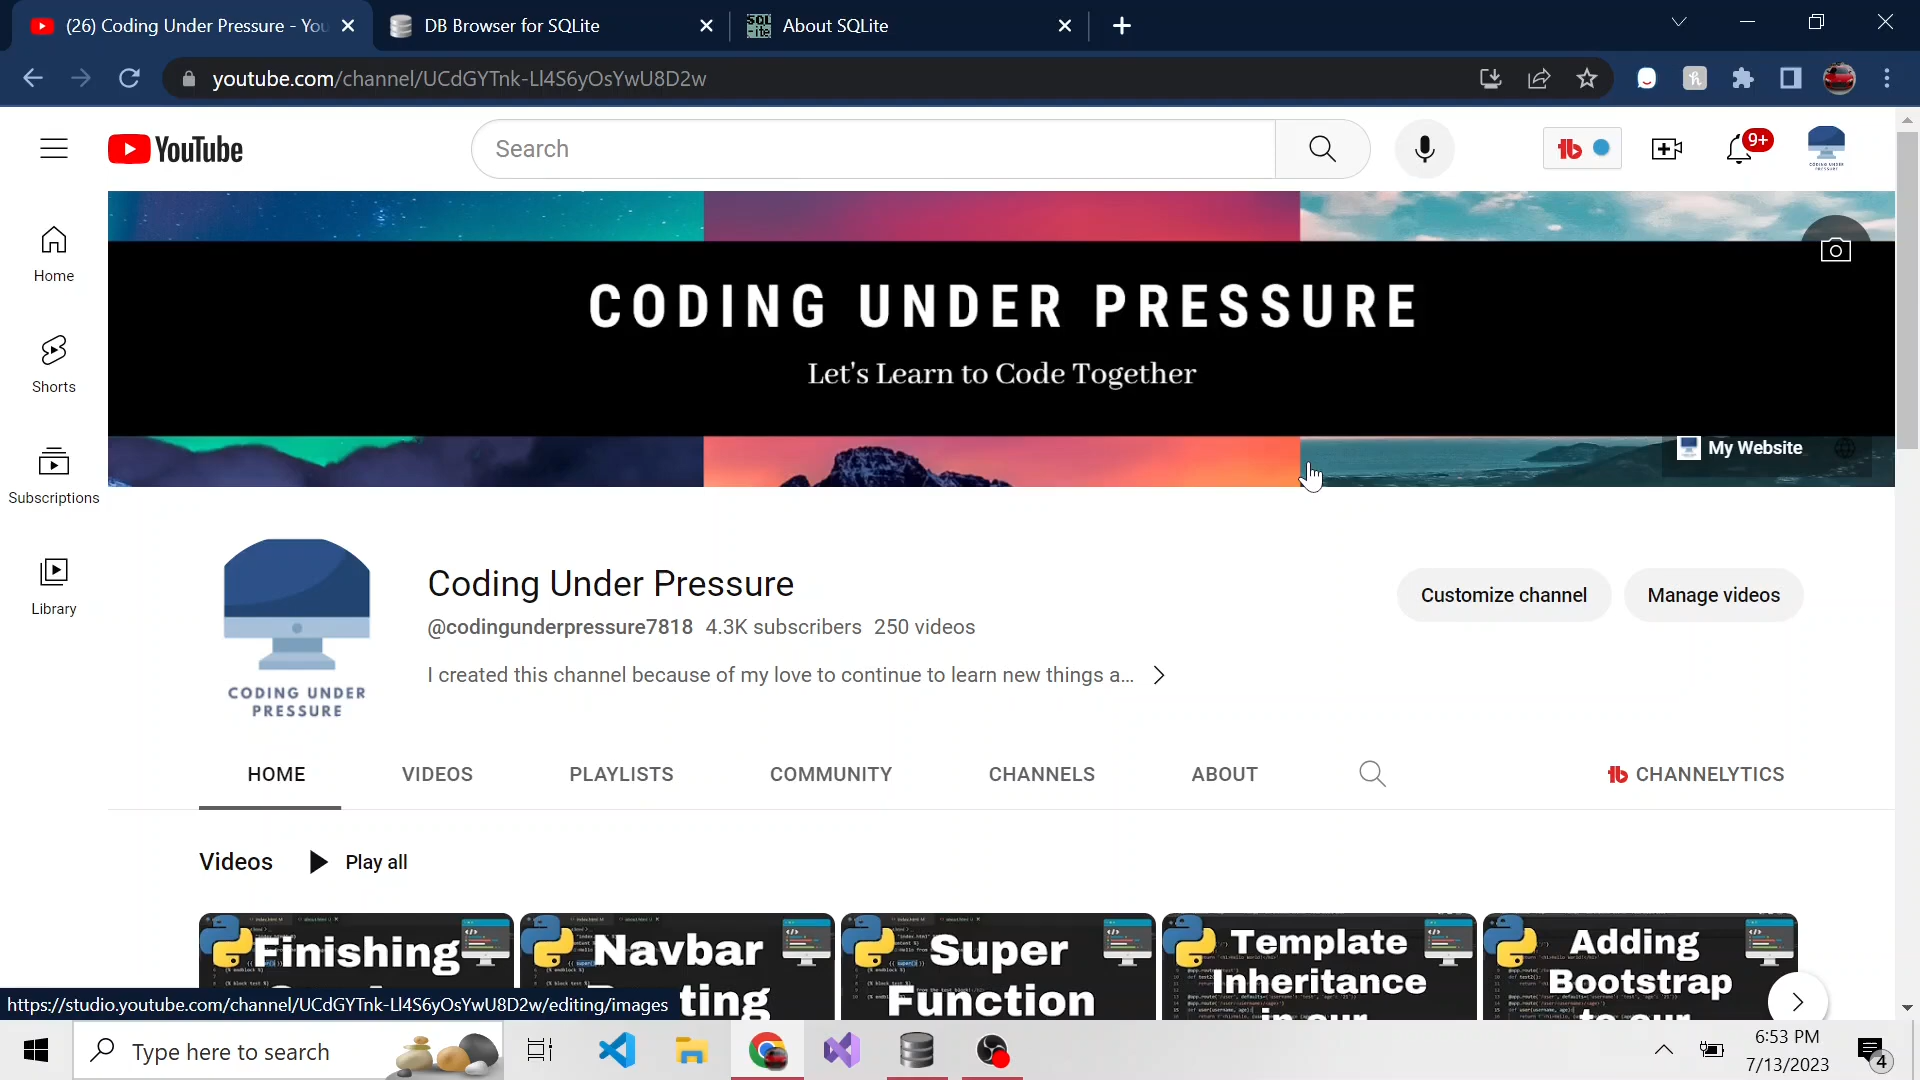 (26) Coding Under Pressure - You
DB Browser for SQLite
About SQLite
youtube.com/channel/UCdGYTnk-Ll4S6yOsYwU8D2w
YouTube
Search
9+
Home
Shorts
Subscriptions
Library
CODING UNDER PRESSURE
Let's Learn to Code Together
My Website
CODING UNDER
PRESSURE
Coding Under Pressure
@codingunderpressure7818 4.3K subscribers 250 videos
I created this channel because of my love to continue to learn new things a...
Customize channel
Manage videos
HOME
VIDEOS
PLAYLISTS
COMMUNITY
CHANNELS
ABOUT
CHANNELYTICS
Videos
Play all
Finishing
Navbar
Super
Function
Template
Inheritance
in our
Adding
Bootstrap
to our
https://studio.youtube.com/channel/UCdGYTnk-Ll4S6yOsYwU8D2w/editing/images
Type here to search
6:53 PM
7/13/2023
4